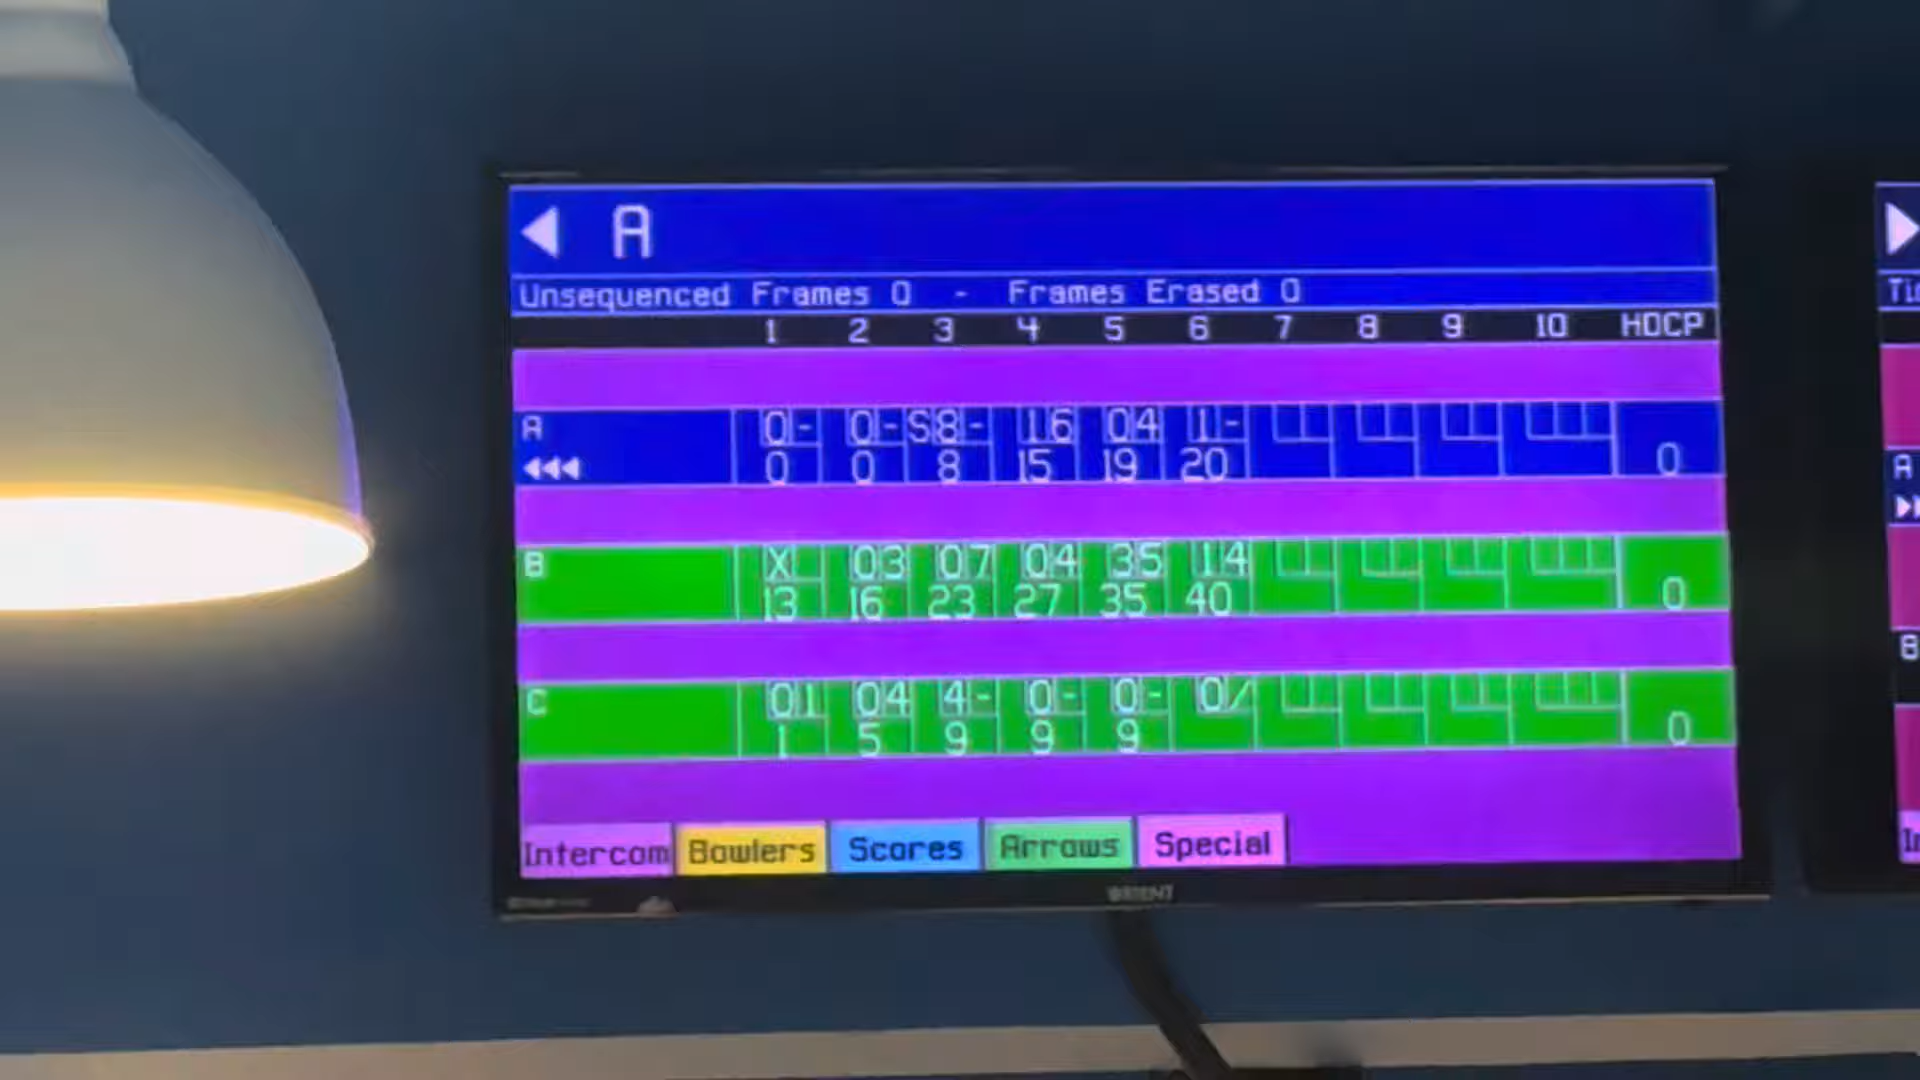 A
Unsequenced Frames 0 - Frames Erased 0
1 2 3 4 5 6 7 8 9 10 HDCP
A 0- 0- S8- 16 04 1-
0 0 8 15 19 20 0
B X 03 07 04 35 14
13 16 23 27 35 40 0
C 01 04 4- 0- 0- 0/
1 5 9 9 9 0
Intercom Bowlers Scores Arrows Special
A
B